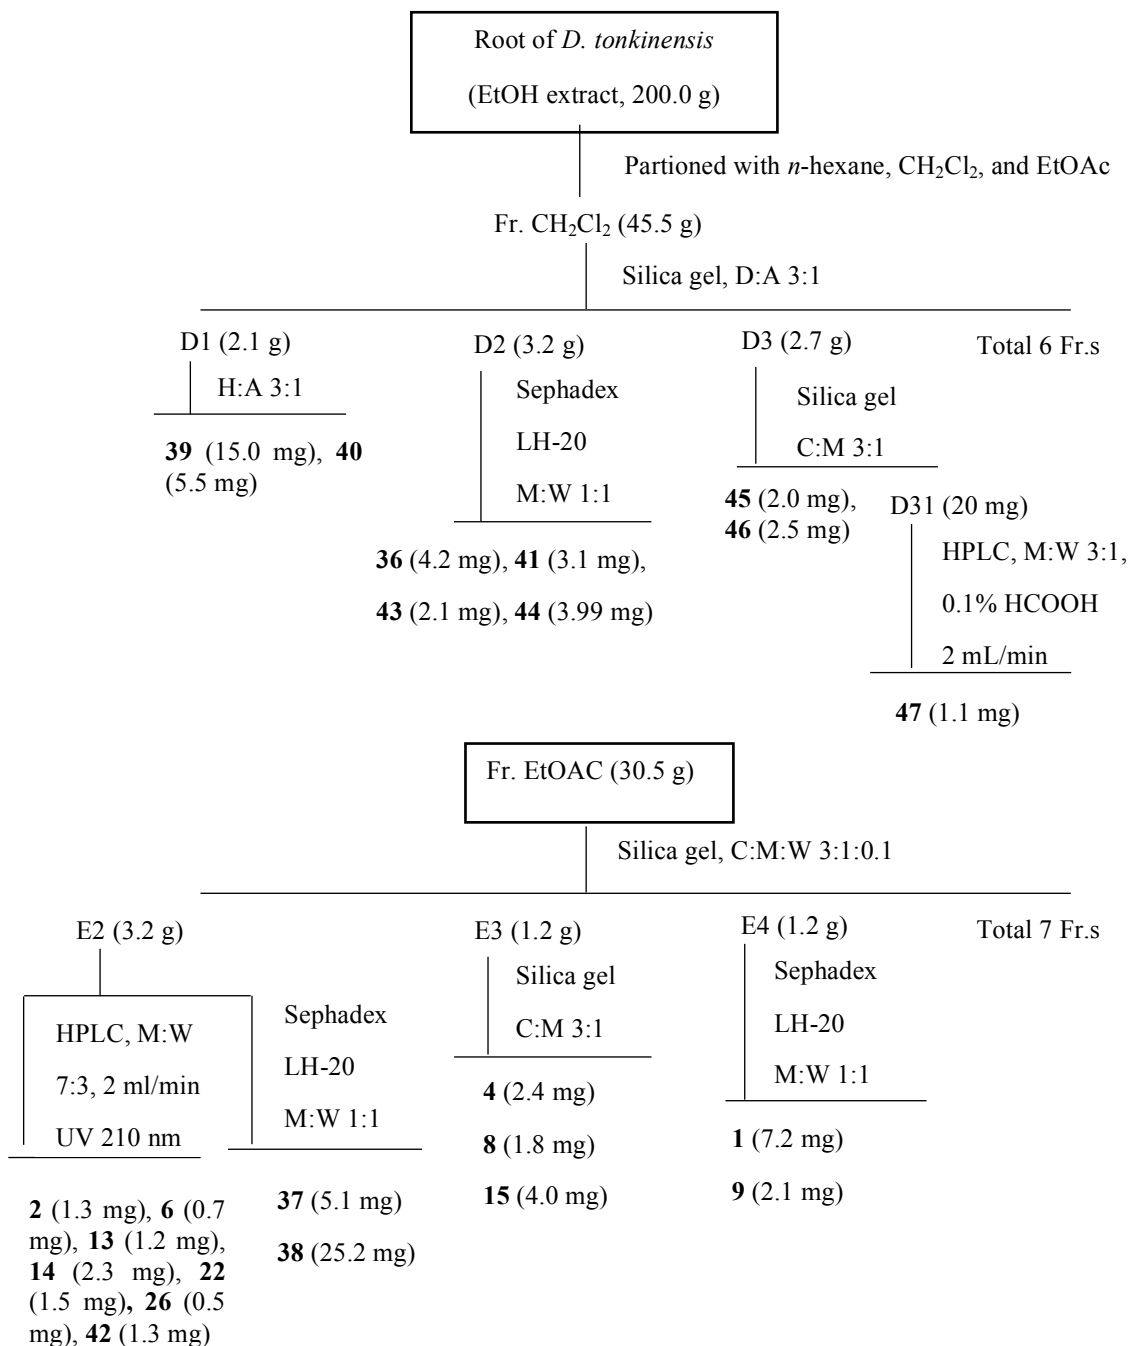 Root of D. tonkinensis
(EtOH extract, 200.0 g)
Partioned with n-hexane, CH₂Cl₂, and EtOAc
Fr. CH₂Cl₂ (45.5 g)
Silica gel, D:A 3:1
D1 (2.1 g)
H:A 3:1
39 (15.0 mg), 40
(5.5 mg)
D2 (3.2 g)
Sephadex
LH-20
M:W 1:1
36 (4.2 mg), 41 (3.1 mg),
43 (2.1 mg), 44 (3.99 mg)
D3 (2.7 g)
Silica gel
C:M 3:1
45 (2.0 mg),
46 (2.5 mg)
D31 (20 mg)
HPLC, M:W 3:1,
0.1% HCOOH
2 mL/min
47 (1.1 mg)
Total 6 Fr.s
Fr. EtOAC (30.5 g)
Silica gel, C:M:W 3:1:0.1
E2 (3.2 g)
HPLC, M:W
7:3, 2 ml/min
UV 210 nm
2 (1.3 mg), 6 (0.7
mg), 13 (1.2 mg),
14 (2.3 mg), 22
(1.5 mg), 26 (0.5
mg), 42 (1.3 mg)
Sephadex
LH-20
M:W 1:1
37 (5.1 mg)
38 (25.2 mg)
E3 (1.2 g)
Silica gel
C:M 3:1
4 (2.4 mg)
8 (1.8 mg)
15 (4.0 mg)
E4 (1.2 g)
Sephadex
LH-20
M:W 1:1
1 (7.2 mg)
9 (2.1 mg)
Total 7 Fr.s